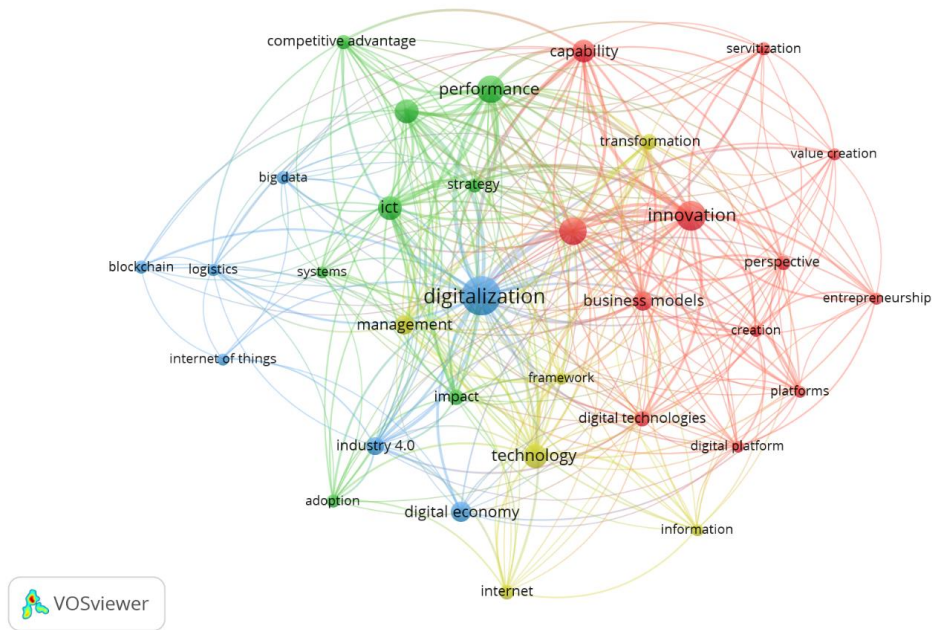 competitive advantage
capability
servitization
performance
transformation
value creation
big data
strategy
ict
innovation
blockchain
logistics
systems
perspective
digitalization
business models
entrepreneurship
management
creation
internet of things
framework
impact
platforms
digital technologies
industry 4.0
technology
digital platform
adoption
digital economy
information
internet
VOSviewer